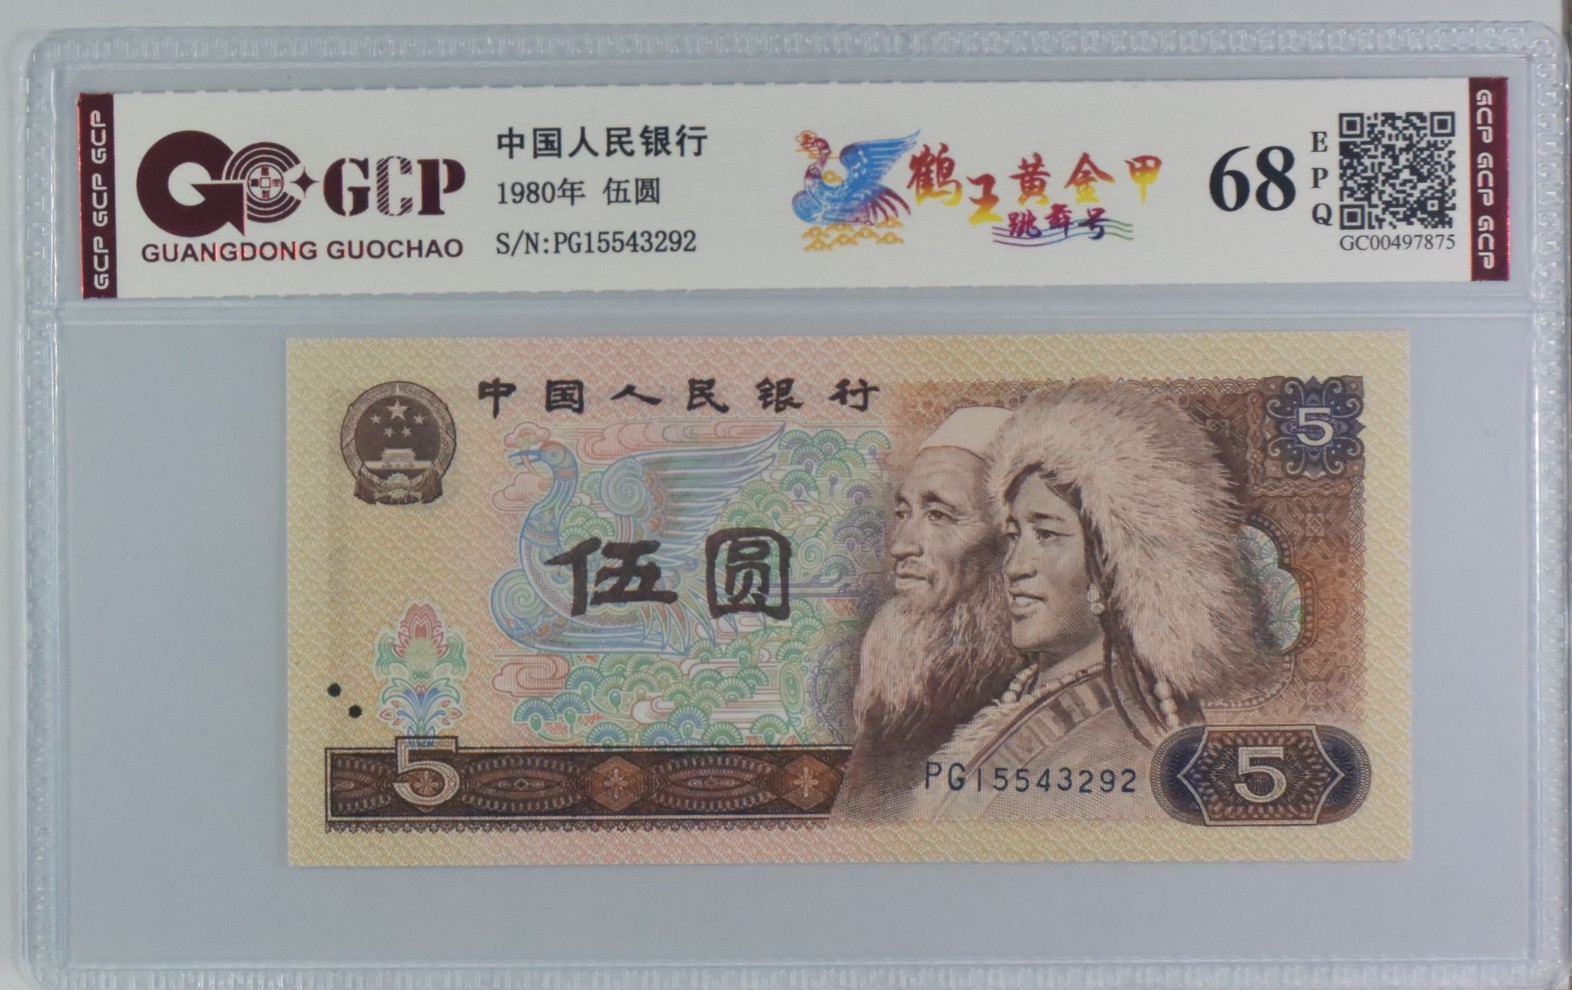 GCP GCP GCP
GCP
GUANGDONG GUOCHAO
中国人民银行
1980年 伍圆
S/N:PG15543292
鹤王黄金甲
跳舞号
68
EPQ
GC00497875
GCP GCP GCP
中国人民银行
5
伍圆
5
PG15543292
5